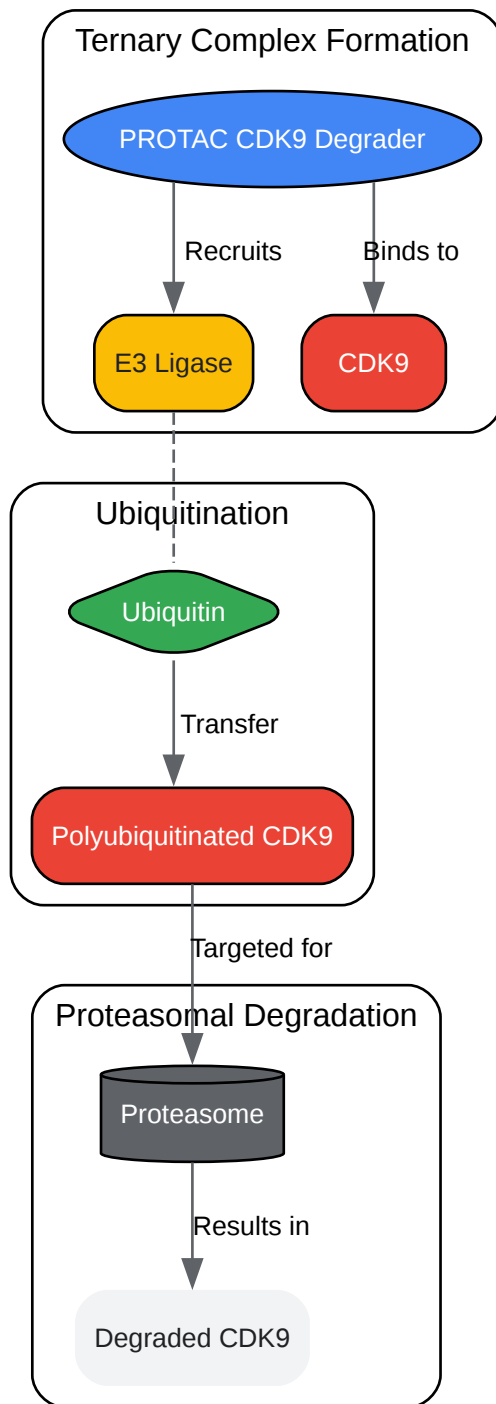 Ternary Complex Formation
PROTAC CDK9 Degrader
Recruits
Binds to
E3 Ligase
CDK9
Ubiquitination
Ubiquitin
Transfer
Polyubiquitinated CDK9
Targeted for
Proteasomal Degradation
Proteasome
Results in
Degraded CDK9